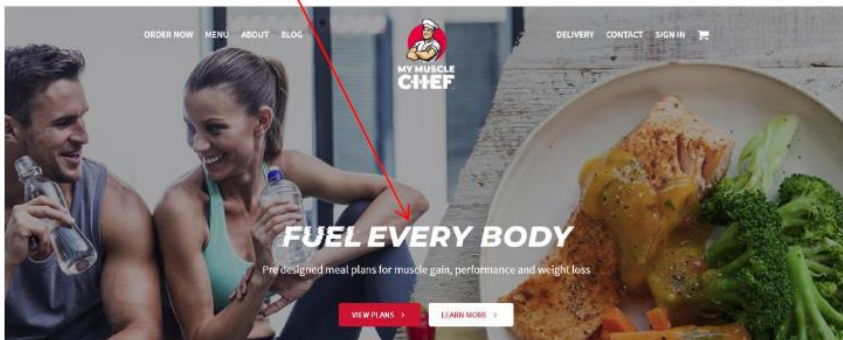 ORDER NOW MENU ABOUT BLOG
MY MUSCLE
CHEF
DELIVERY CONTACT SIGN IN
FUEL EVERY BODY
Pre designed meal plans for muscle gain, performance and weight loss
VIEW PLANS >
LEARN MORE >